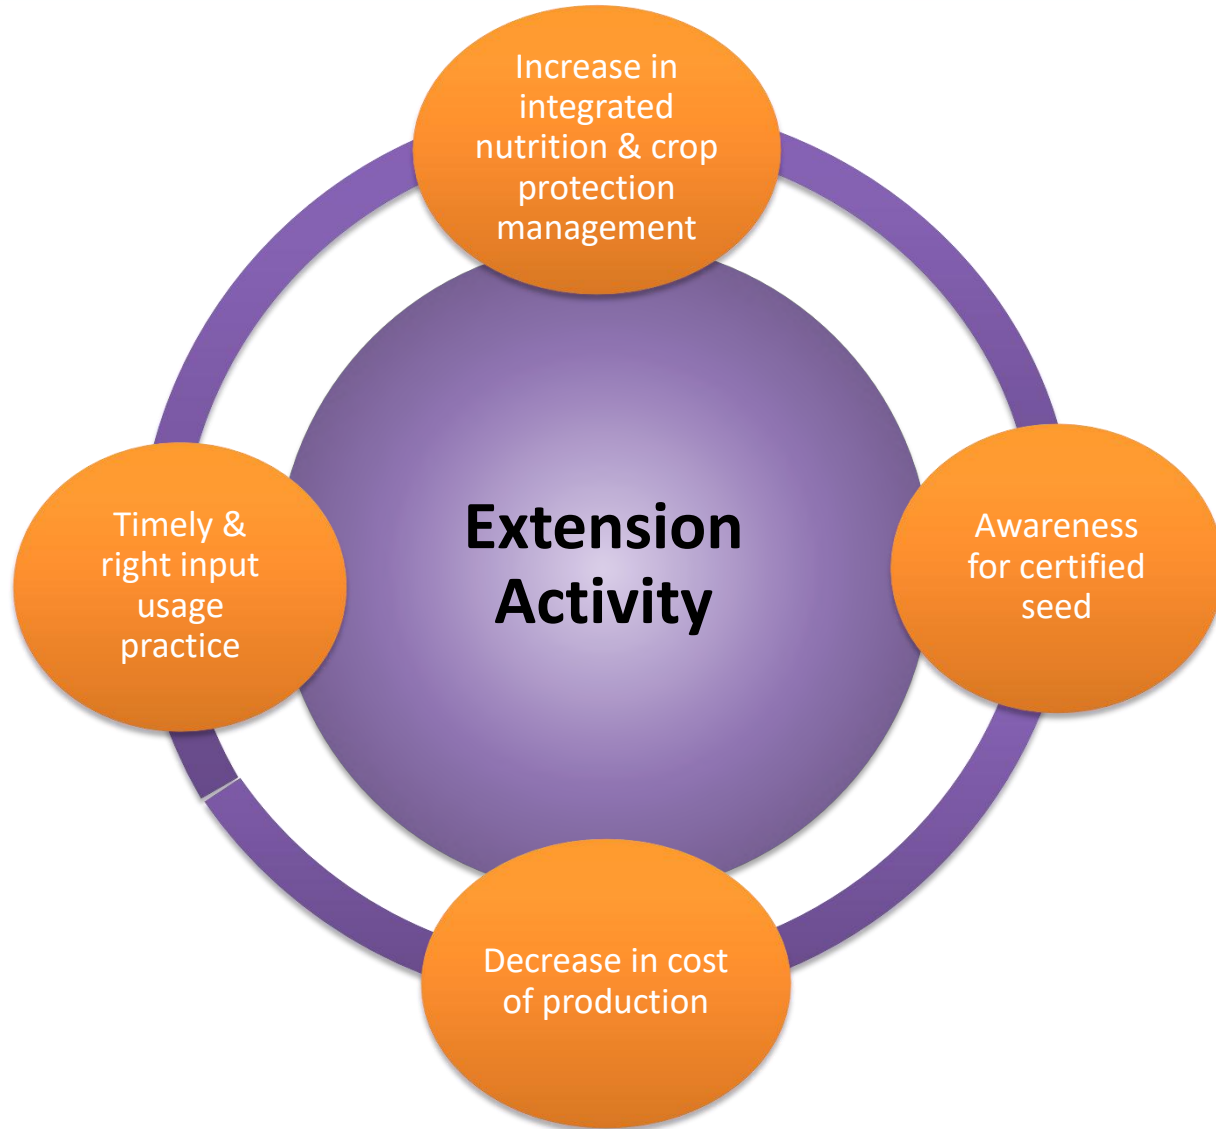 Increase in
integrated
nutrition & crop
protection
management
Timely &
right input
usage
practice
Extension
Activity
Awareness
for certified
seed
Decrease in cost
of production